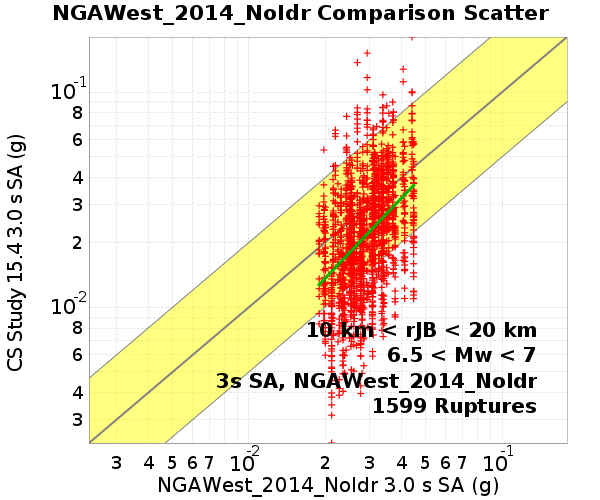 NGAWest_2014_NoIdr Comparison Scatter
CS Study 15.4 3.0 s SA (g)
10⁻¹
8
6
4
3
2
10⁻²
8
6
4
3
10 km < rJB < 20 km
6.5 < Mw < 7
3s SA, NGAWest_2014_NoIdr
1599 Ruptures
3 4 5 6 7 10⁻² 2 3 4 5 6 7 10⁻¹
NGAWest_2014_NoIdr 3.0 s SA (g)